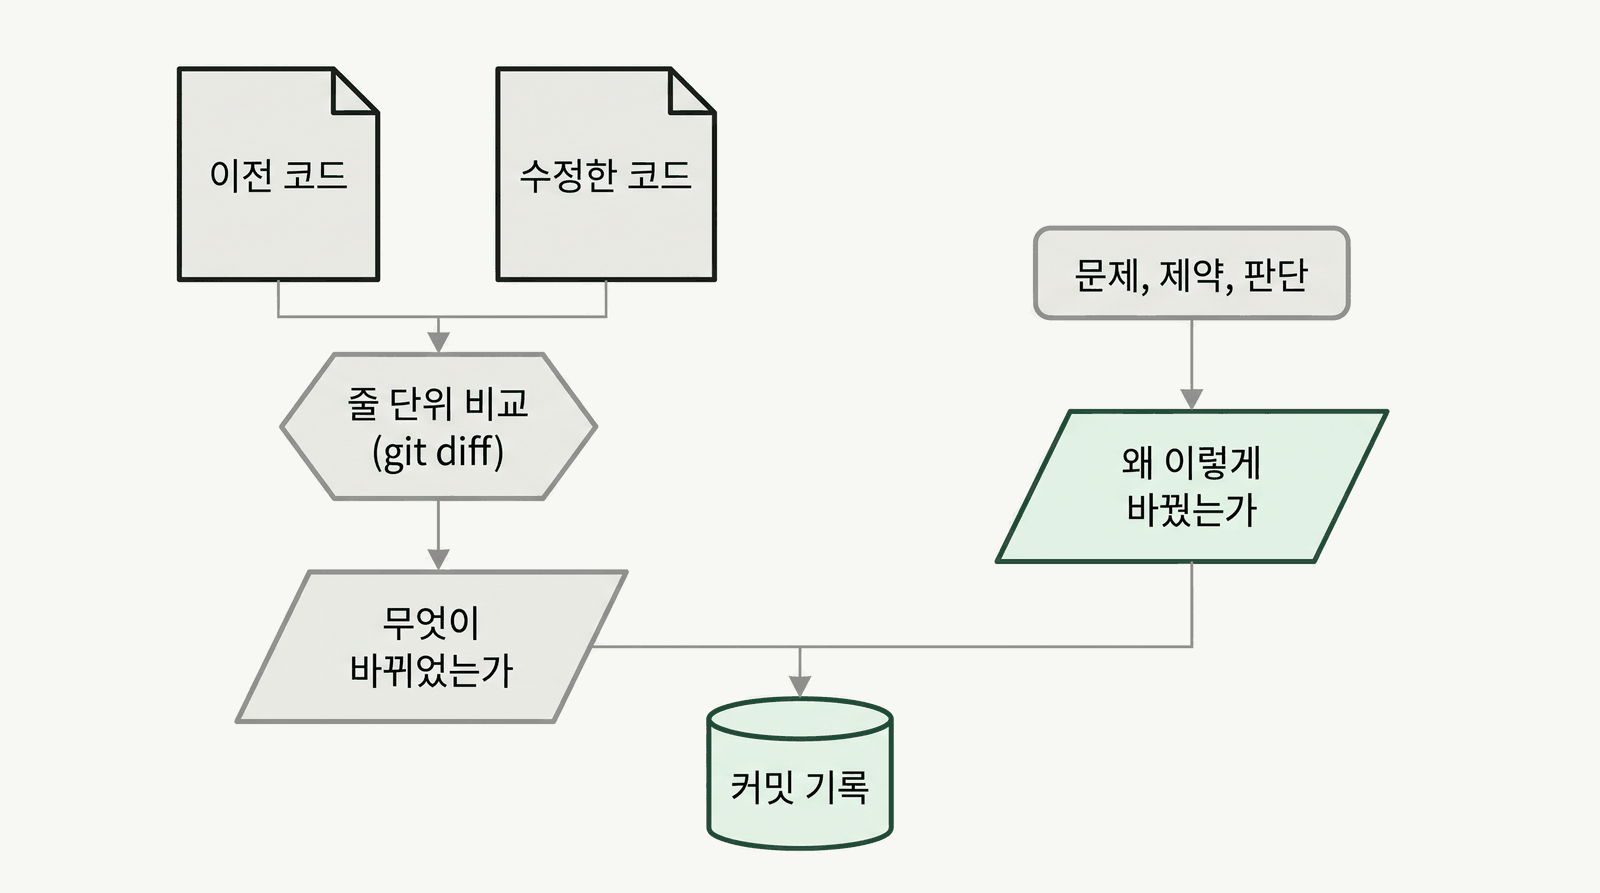 이전 코드
수정한 코드
문제, 제약, 판단
줄 단위 비교
(git diff)
왜 이렇게
바꿨는가
무엇이
바뀌었는가
커밋 기록